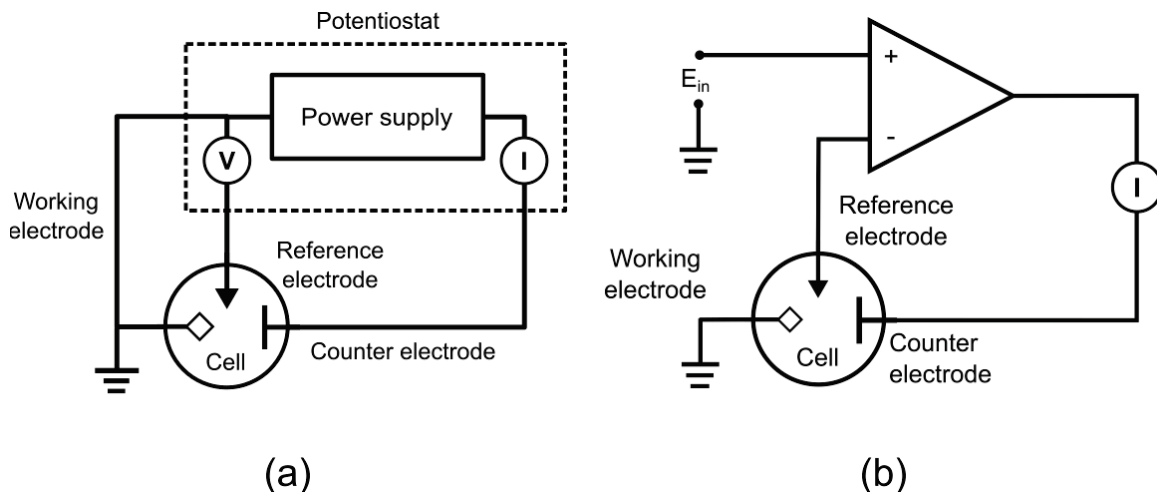 Potentiostat
Power supply
V
I
Working
electrode
Reference
electrode
Cell
Counter electrode
(a)
E_in
+
-
I
Reference
electrode
Working
electrode
Cell
Counter
electrode
(b)